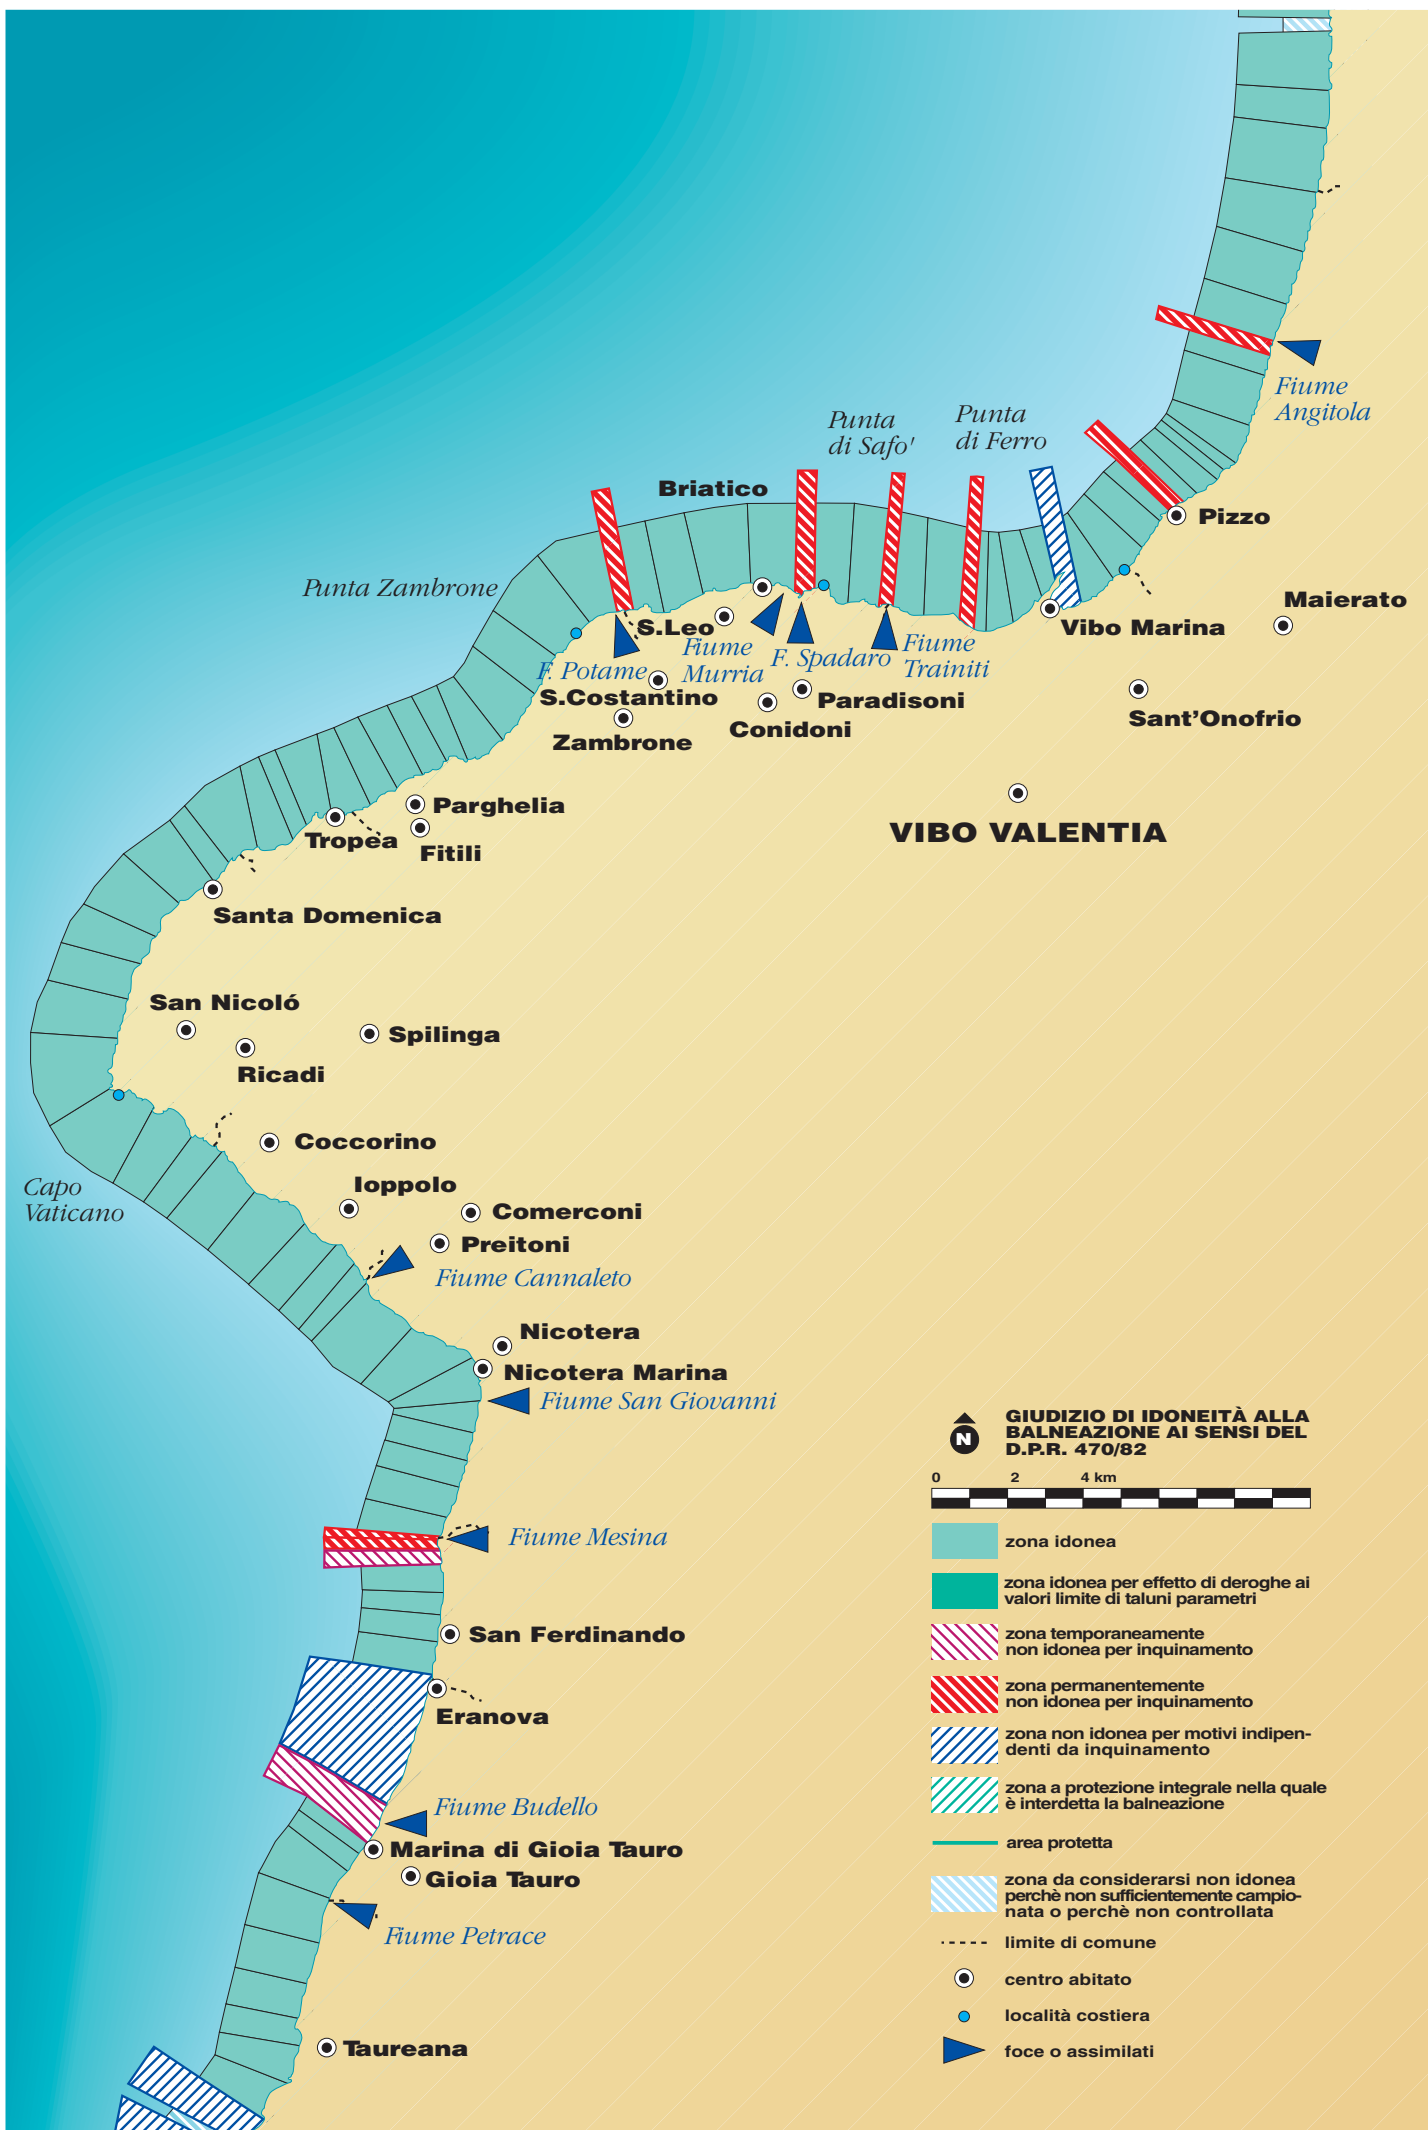 Fiume
Angitola
Punta
di Safo'
Punta
di Ferro
Briatico
Pizzo
Punta Zambrone
Maierato
S.Leo
Vibo Marina
Fiume
Murria
F. Spadaro
Fiume
Trainiti
F. Potame
S.Costantino
Paradisoni
Sant'Onofrio
Conidoni
Zambrone
Parghelia
VIBO VALENTIA
Tropea
Fitili
Santa Domenica
San Nicoló
Spilinga
Ricadi
Coccorino
Capo
Vaticano
Ioppolo
Comerconi
Preitoni
Fiume Cannaleto
Nicotera
Nicotera Marina
Fiume San Giovanni
Fiume Mesina
San Ferdinando
Eranova
Fiume Budello
Marina di Gioia Tauro
Gioia Tauro
Fiume Petrace
Taureana
N
GIUDIZIO DI IDONEITÀ ALLA
BALNEAZIONE AI SENSI DEL
D.P.R. 470/82
0 2 4 km
zona idonea
zona idonea per effetto di deroghe ai
valori limite di taluni parametri
zona temporaneamente
non idonea per inquinamento
zona permanentemente
non idonea per inquinamento
zona non idonea per motivi indipen-
denti da inquinamento
zona a protezione integrale nella quale
è interdetta la balneazione
area protetta
zona da considerarsi non idonea
perchè non sufficientemente campio-
nata o perchè non controllata
limite di comune
centro abitato
località costiera
foce o assimilati